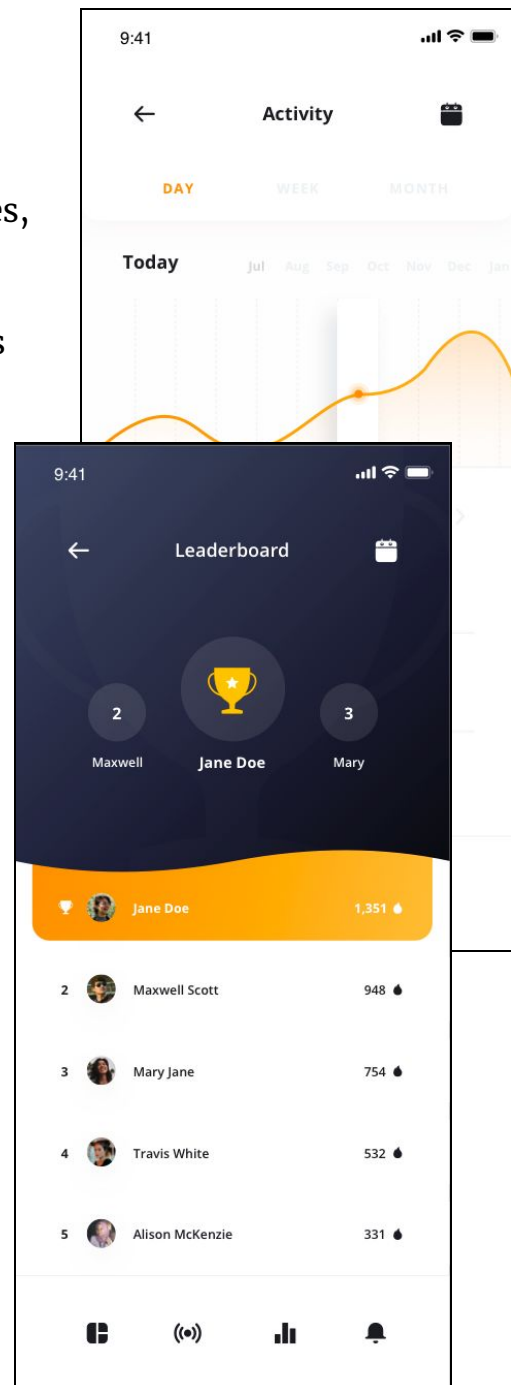 9:41
Activity
DAY WEEK MONTH
es,
Today Jul Aug Sep Oct Nov Dec Jan
s
9:41
Leaderboard
2 3
Maxwell Jane Doe Mary
Jane Doe 1,351
2 Maxwell Scott 948
3 Mary Jane 754
4 Travis White 532
5 Alison McKenzie 331